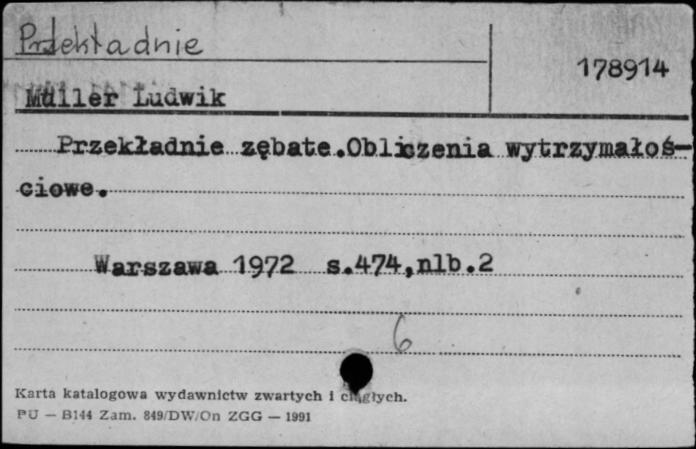 Przekładnie
178914
Müller Ludwik
Przekładnie zębate.Obliczenia wytrzymałoś-
ciowe.
Warszawa 1972 s.474,nlb.2
6
Karta katalogowa wydawnictw zwartych i ciągłych.
PU — B144 Zam. 849/DW/On ZGG — 1991